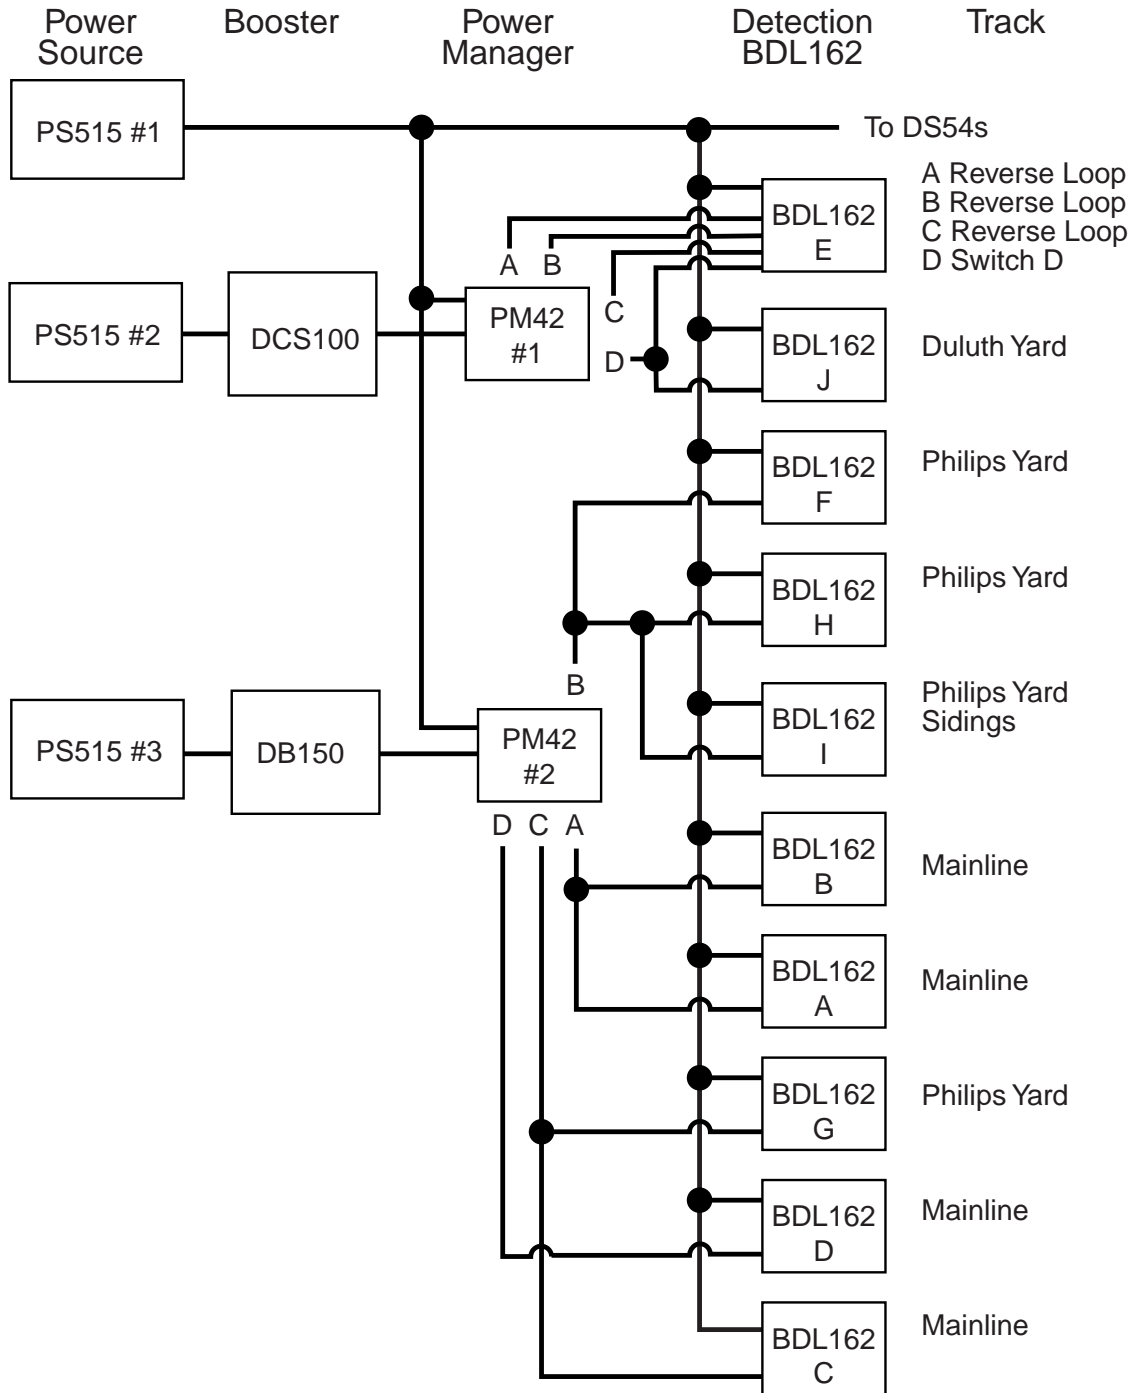 Power
Source
Booster
Power
Manager
Detection
BDL162
Track
PS515 #1
To DS54s
BDL162
E
A Reverse Loop
B Reverse Loop
C Reverse Loop
D Switch D
A B
C
D
PS515 #2
DCS100
PM42
#1
BDL162
J
Duluth Yard
BDL162
F
Philips Yard
BDL162
H
Philips Yard
B
BDL162
I
Philips Yard
Sidings
PS515 #3
DB150
PM42
#2
D C A
BDL162
B
Mainline
BDL162
A
Mainline
BDL162
G
Philips Yard
BDL162
D
Mainline
BDL162
C
Mainline